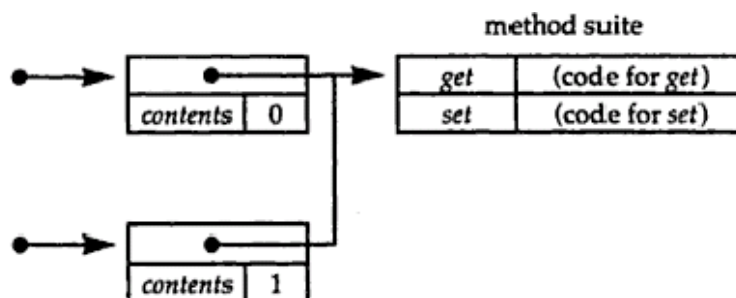 method suite
get (code for get)
contents 0 set (code for set)
contents 1